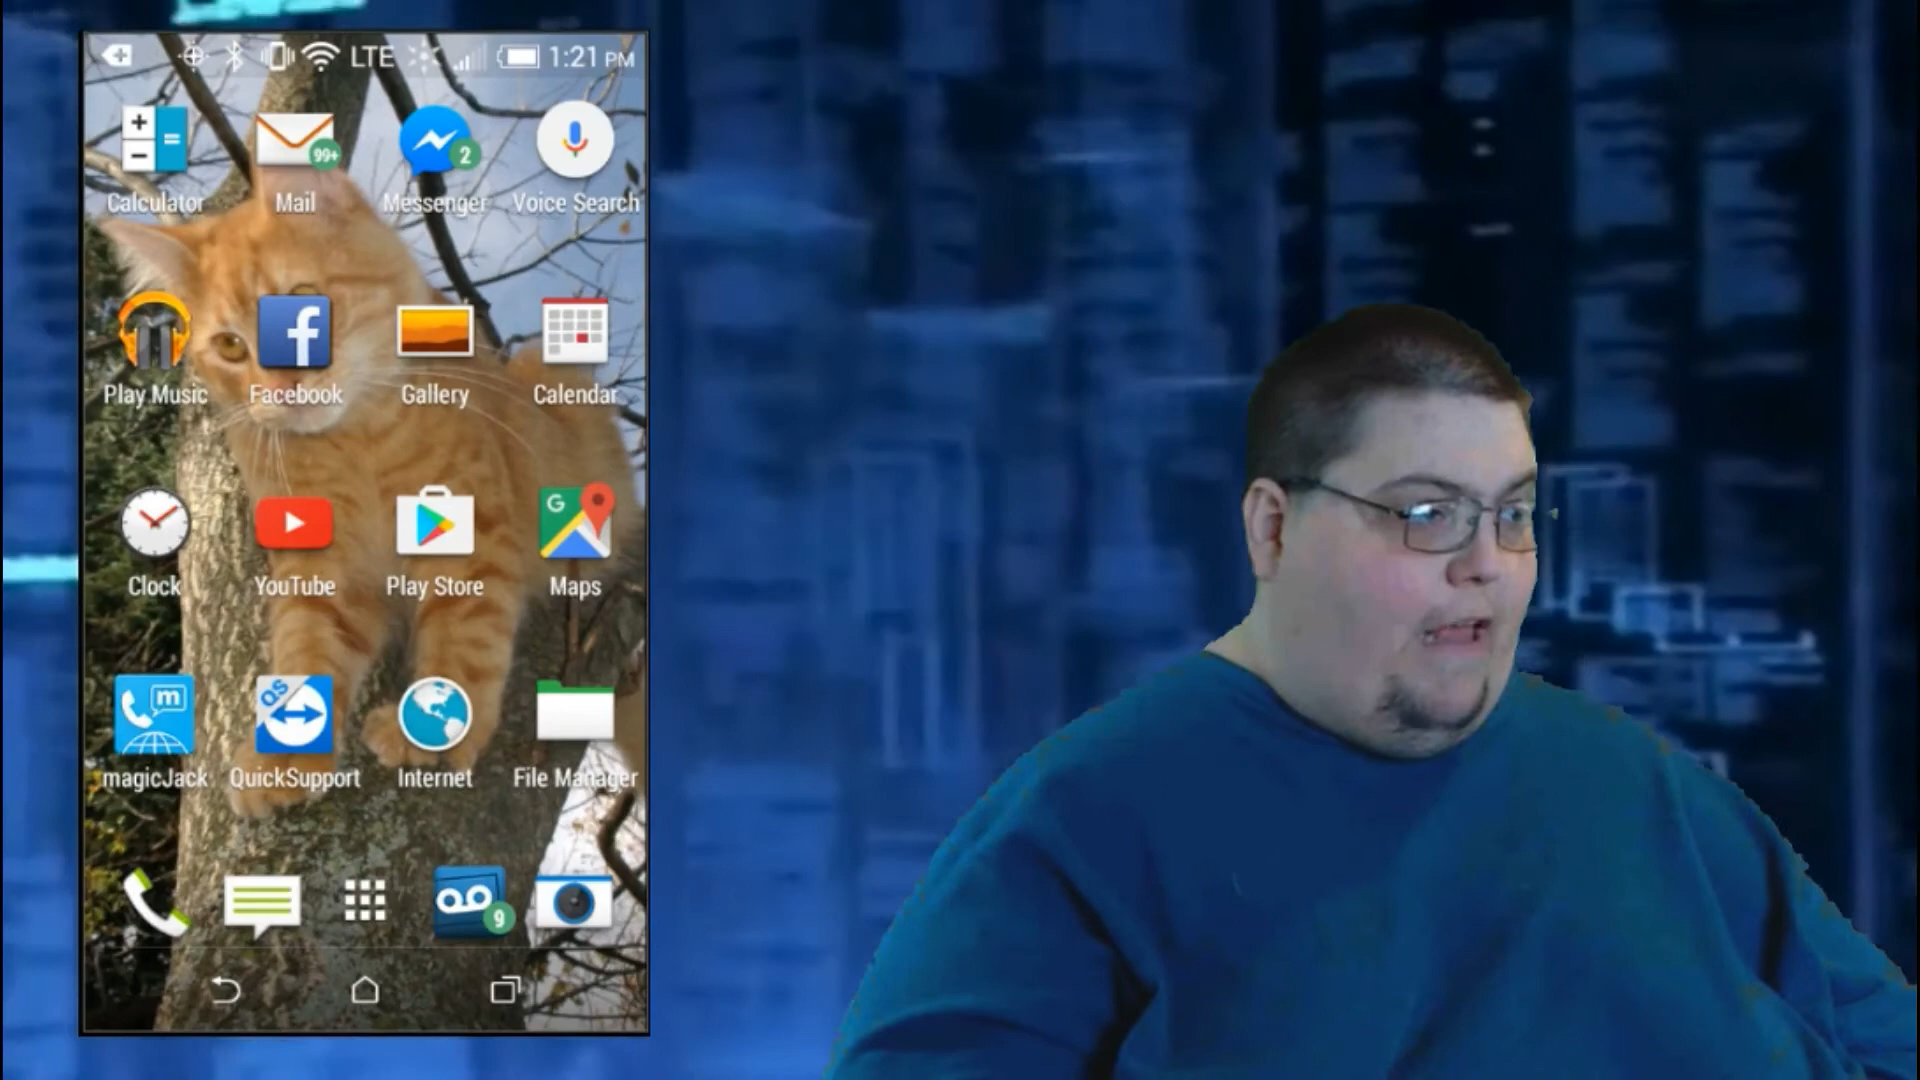 LTE 1:21 PM
99+ 2
Calculator Mail Messenger Voice Search
Play Music Facebook Gallery Calendar
G
Clock YouTube Play Store Maps
m QS
magicJack QuickSupport Internet File Manager
9